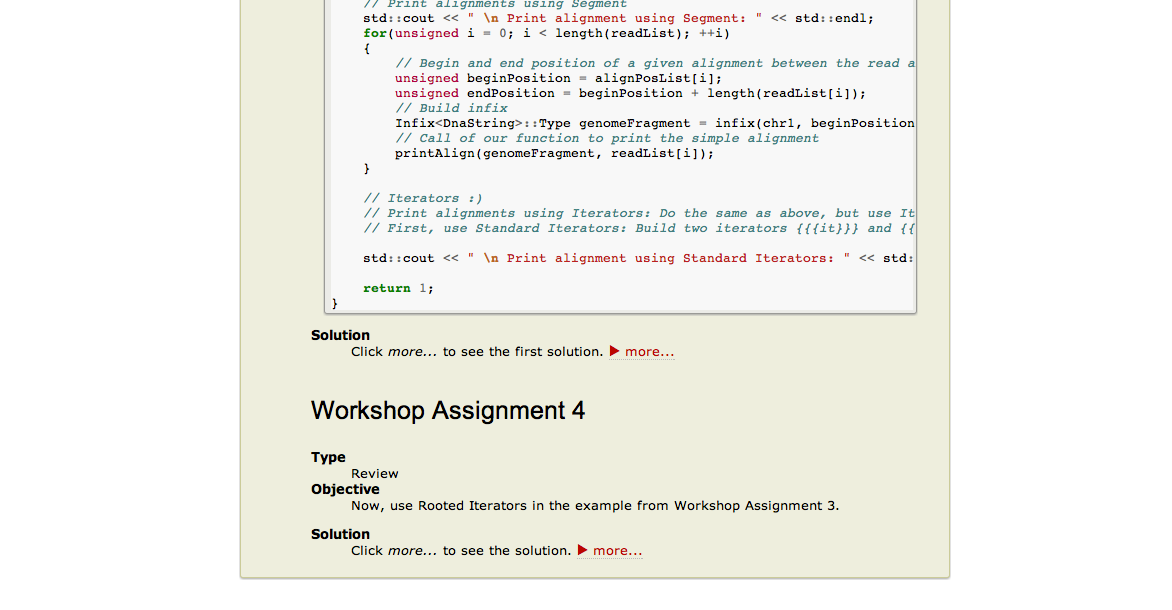 // Print alignments using Segment
std::cout << " \n Print alignment using Segment: " << std::endl;
for(unsigned i = 0; i < length(readList); ++i)
{
// Begin and end position of a given alignment between the read a
unsigned beginPosition = alignPosList[i];
unsigned endPosition = beginPosition + length(readList[i]);
// Build infix
Infix<DnaString>::Type genomeFragment = infix(chr1, beginPosition
// Call of our function to print the simple alignment
printAlign(genomeFragment, readList[i]);
}
// Iterators :)
// Print alignments using Iterators: Do the same as above, but use It
// First, use Standard Iterators: Build two iterators {{{it}}} and {{
std::cout << " \n Print alignment using Standard Iterators: " << std:
return 1;
}
Solution
Click more... to see the first solution. ▶ more...
Workshop Assignment 4
Type
Review
Objective
Now, use Rooted Iterators in the example from Workshop Assignment 3.
Solution
Click more... to see the solution. ▶ more...